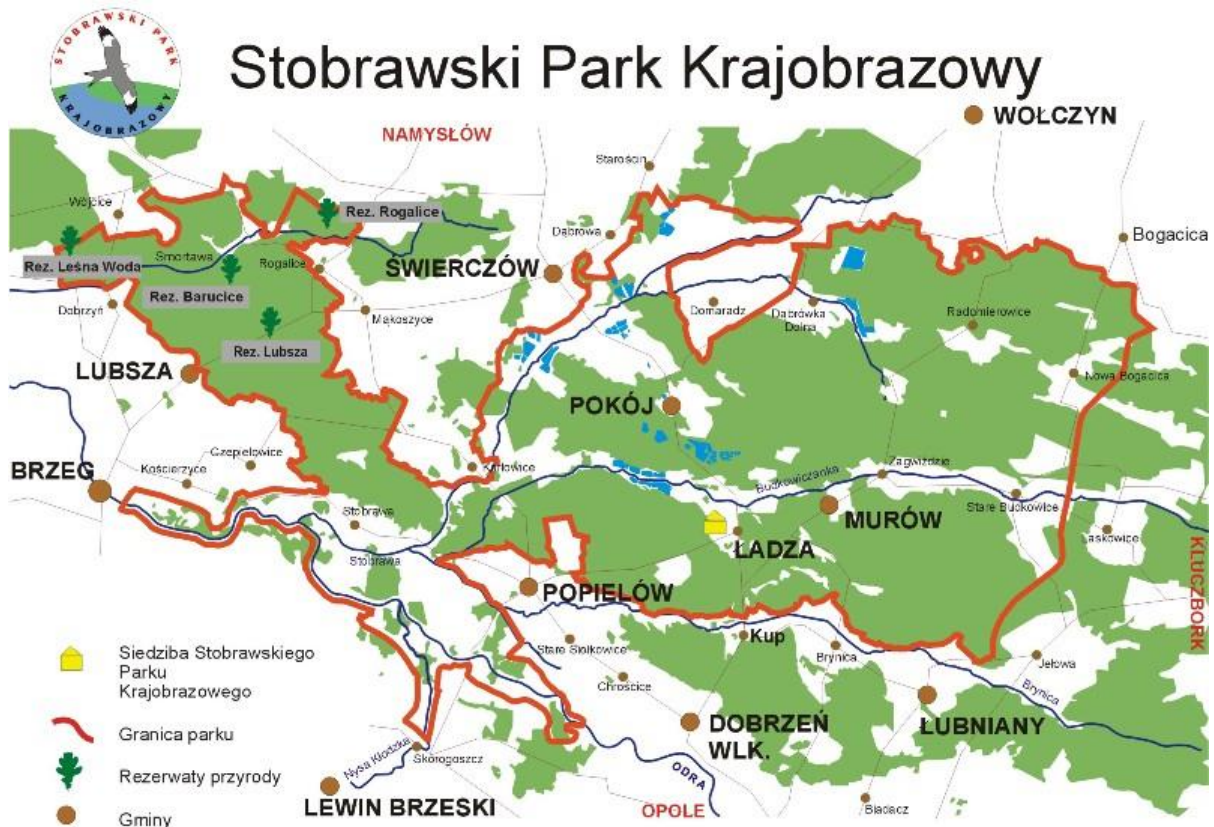 STOBRAWSKI PARK
KRAJOBRAZOWY
Stobrawski Park Krajobrazowy
WOŁCZYN
NAMYSŁÓW
Starościn
Wójcice
Rez. Rogalice
Dąbrowa
Bogacica
Smortawa
Rogalice
Rez. Leśna Woda
ŚWIERCZÓW
Rez. Barucice
Dobrzyń
Mąkoszyce
Domaradz
Dąbrówka
Dolna
Radomierowice
Rez. Lubsza
LUBSZA
Nowa Bogacica
POKÓJ
Czepielowice
Karłowice
Kościerzyce
BRZEG
Zagwiździe
Budkowiczanka
Stare Budkowice
MURÓW
Stobrawa
ŁADZA
Laskowice
Stobrawa
KLUCZBORK
POPIELÓW
Kup
Stare Siołkowice
Brynica
Jełowa
Siedziba Stobrawskiego
Parku
Krajobrazowego
Chrościce
Brynica
ŁUBNIANY
DOBRZEŃ
WLK.
Granica parku
Skorogoszcz
Nysa Kłodzka
ODRA
Rezerwaty przyrody
LEWIN BRZESKI
OPOLE
Biadacz
Gminy